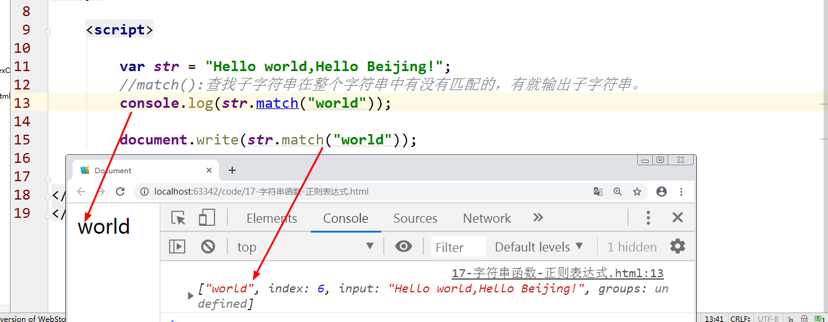 8
9 <script>
10
11 var str = "Hello world,Hello Beijing!";
12 //match():查找子字符串在整个字符串中有没有匹配的，有就输出子字符串。
13 console.log(str.match("world"));
14
15 document.write(str.match("world"));
16
17
18 </
19 </
Document
localhost:63342/code/17-字符串函数-正则表达式.html
world
Elements Console Sources Network »
top Filter Default levels 1 hidden
17-字符串函数-正则表达式.html:13
["world", index: 6, input: "Hello world,Hello Beijing!", groups: un
defined]
version of WebSto
13:41 CRLF UTF-8